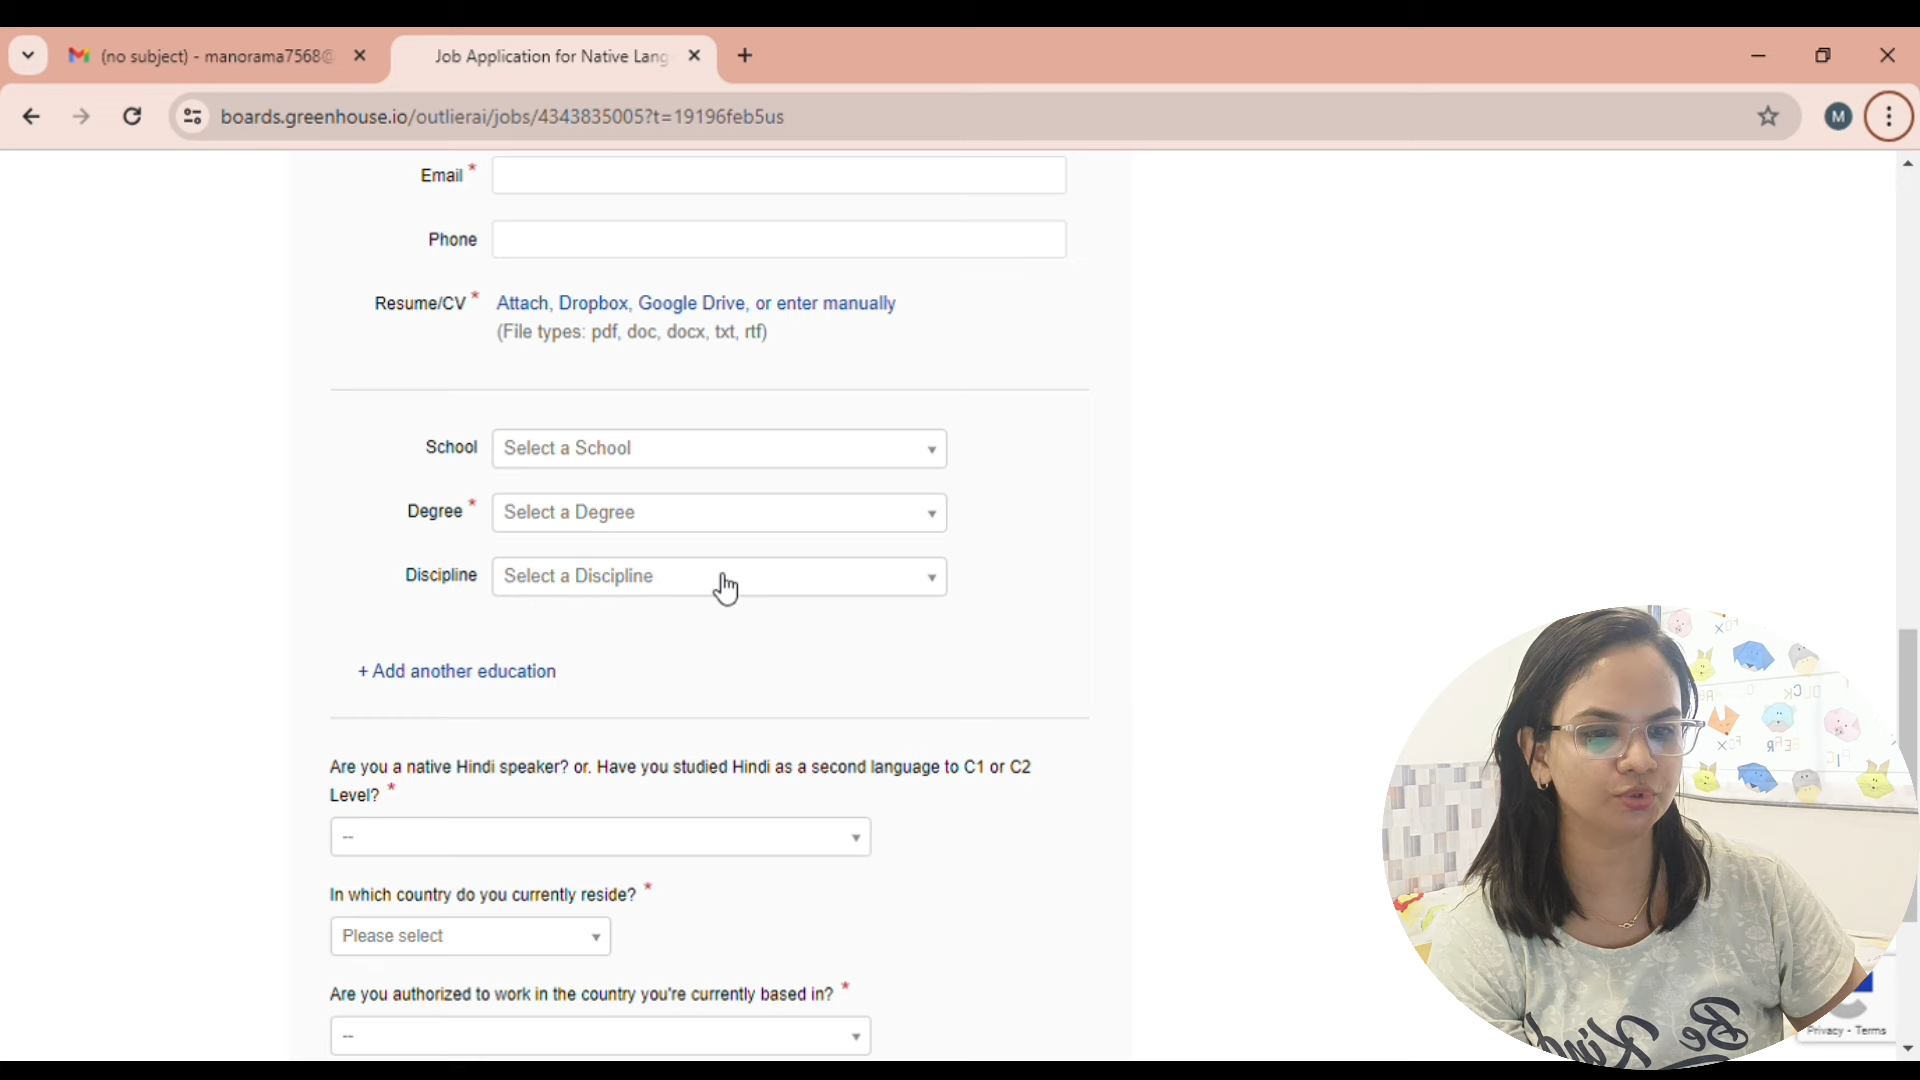 (no subject) - manorama7568@
Job Application for Native Lang
boards.greenhouse.io/outlierai/jobs/4343835005?t=19196feb5us
M
Email *
Phone
Resume/CV * Attach, Dropbox, Google Drive, or enter manually
(File types: pdf, doc, docx, txt, rtf)
School Select a School
Degree * Select a Degree
Discipline Select a Discipline
+ Add another education
Are you a native Hindi speaker? or. Have you studied Hindi as a second language to C1 or C2
Level? *
--
In which country do you currently reside? *
Please select
Are you authorized to work in the country you're currently based in? *
--
Privacy - Terms
Be Kind